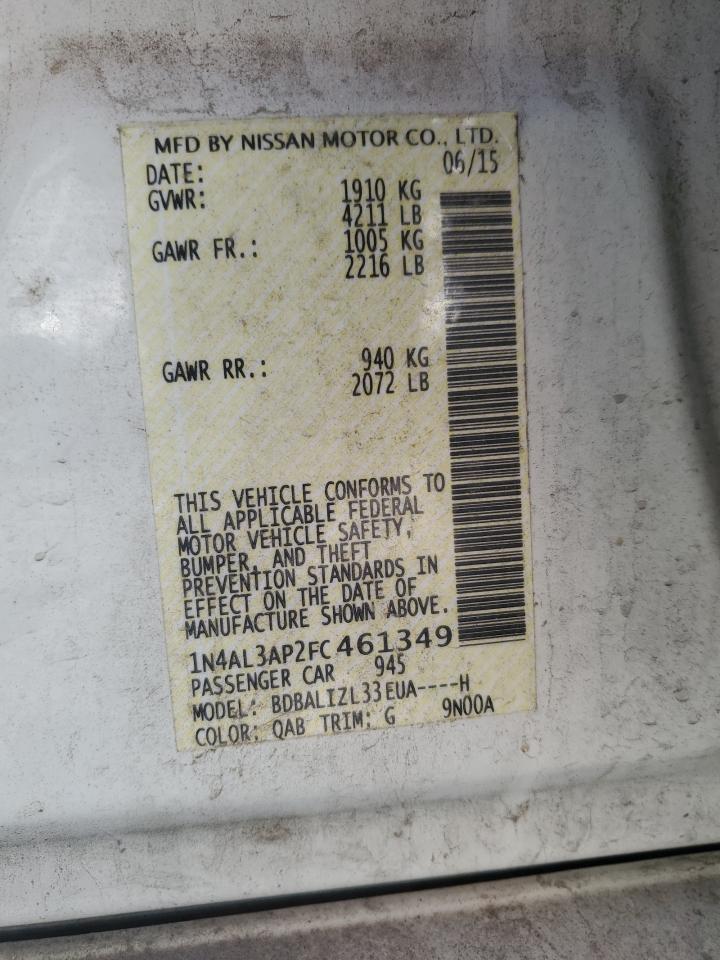 MFD BY NISSAN MOTOR CO., LTD.
DATE: 06/15
GVWR: 1910 KG
4211 LB
GAWR FR.: 1005 KG
2216 LB
GAWR RR.: 940 KG
2072 LB
THIS VEHICLE CONFORMS TO
ALL APPLICABLE FEDERAL
MOTOR VEHICLE SAFETY,
BUMPER, AND THEFT
PREVENTION STANDARDS IN
EFFECT ON THE DATE OF
MANUFACTURE SHOWN ABOVE.
1N4AL3AP2FC461349
PASSENGER CAR 945
MODEL: BDBALIZL33EUA----H
COLOR: QAB TRIM: G 9N00A